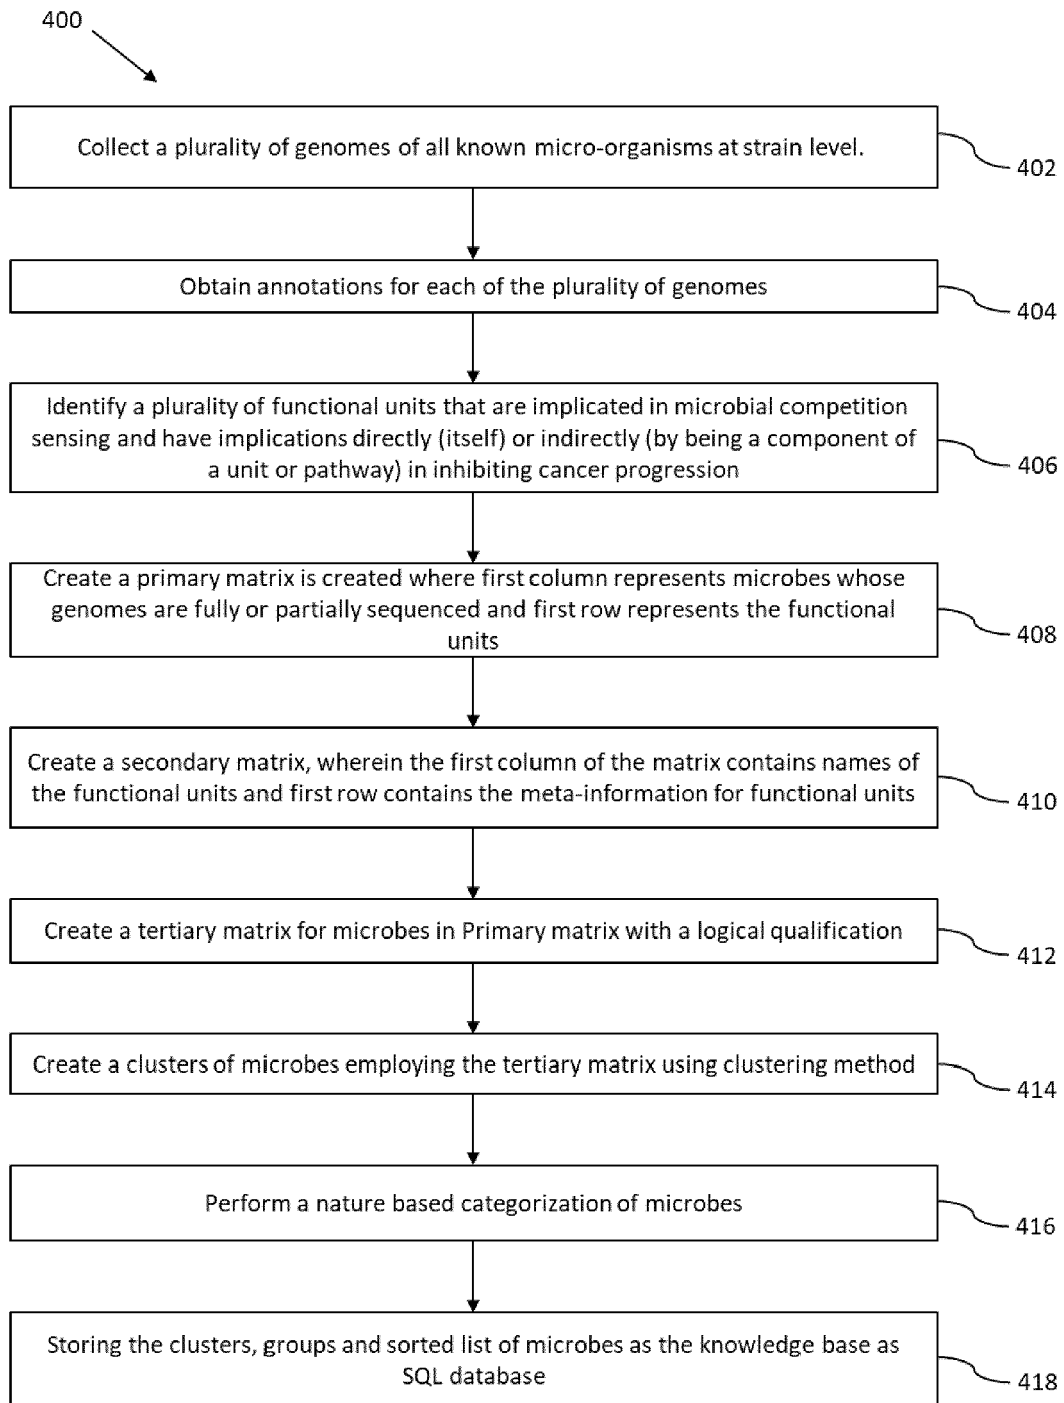 400
Collect a plurality of genomes of all known micro-organisms at strain level.
402
Obtain annotations for each of the plurality of genomes
404
Identify a plurality of functional units that are implicated in microbial competition
sensing and have implications directly (itself) or indirectly (by being a component of
a unit or pathway) in inhibiting cancer progression
406
Create a primary matrix is created where first column represents microbes whose
genomes are fully or partially sequenced and first row represents the functional
units
408
Create a secondary matrix, wherein the first column of the matrix contains names of
the functional units and first row contains the meta-information for functional units
410
Create a tertiary matrix for microbes in Primary matrix with a logical qualification
412
Create a clusters of microbes employing the tertiary matrix using clustering method
414
Perform a nature based categorization of microbes
416
Storing the clusters, groups and sorted list of microbes as the knowledge base as
SQL database
418